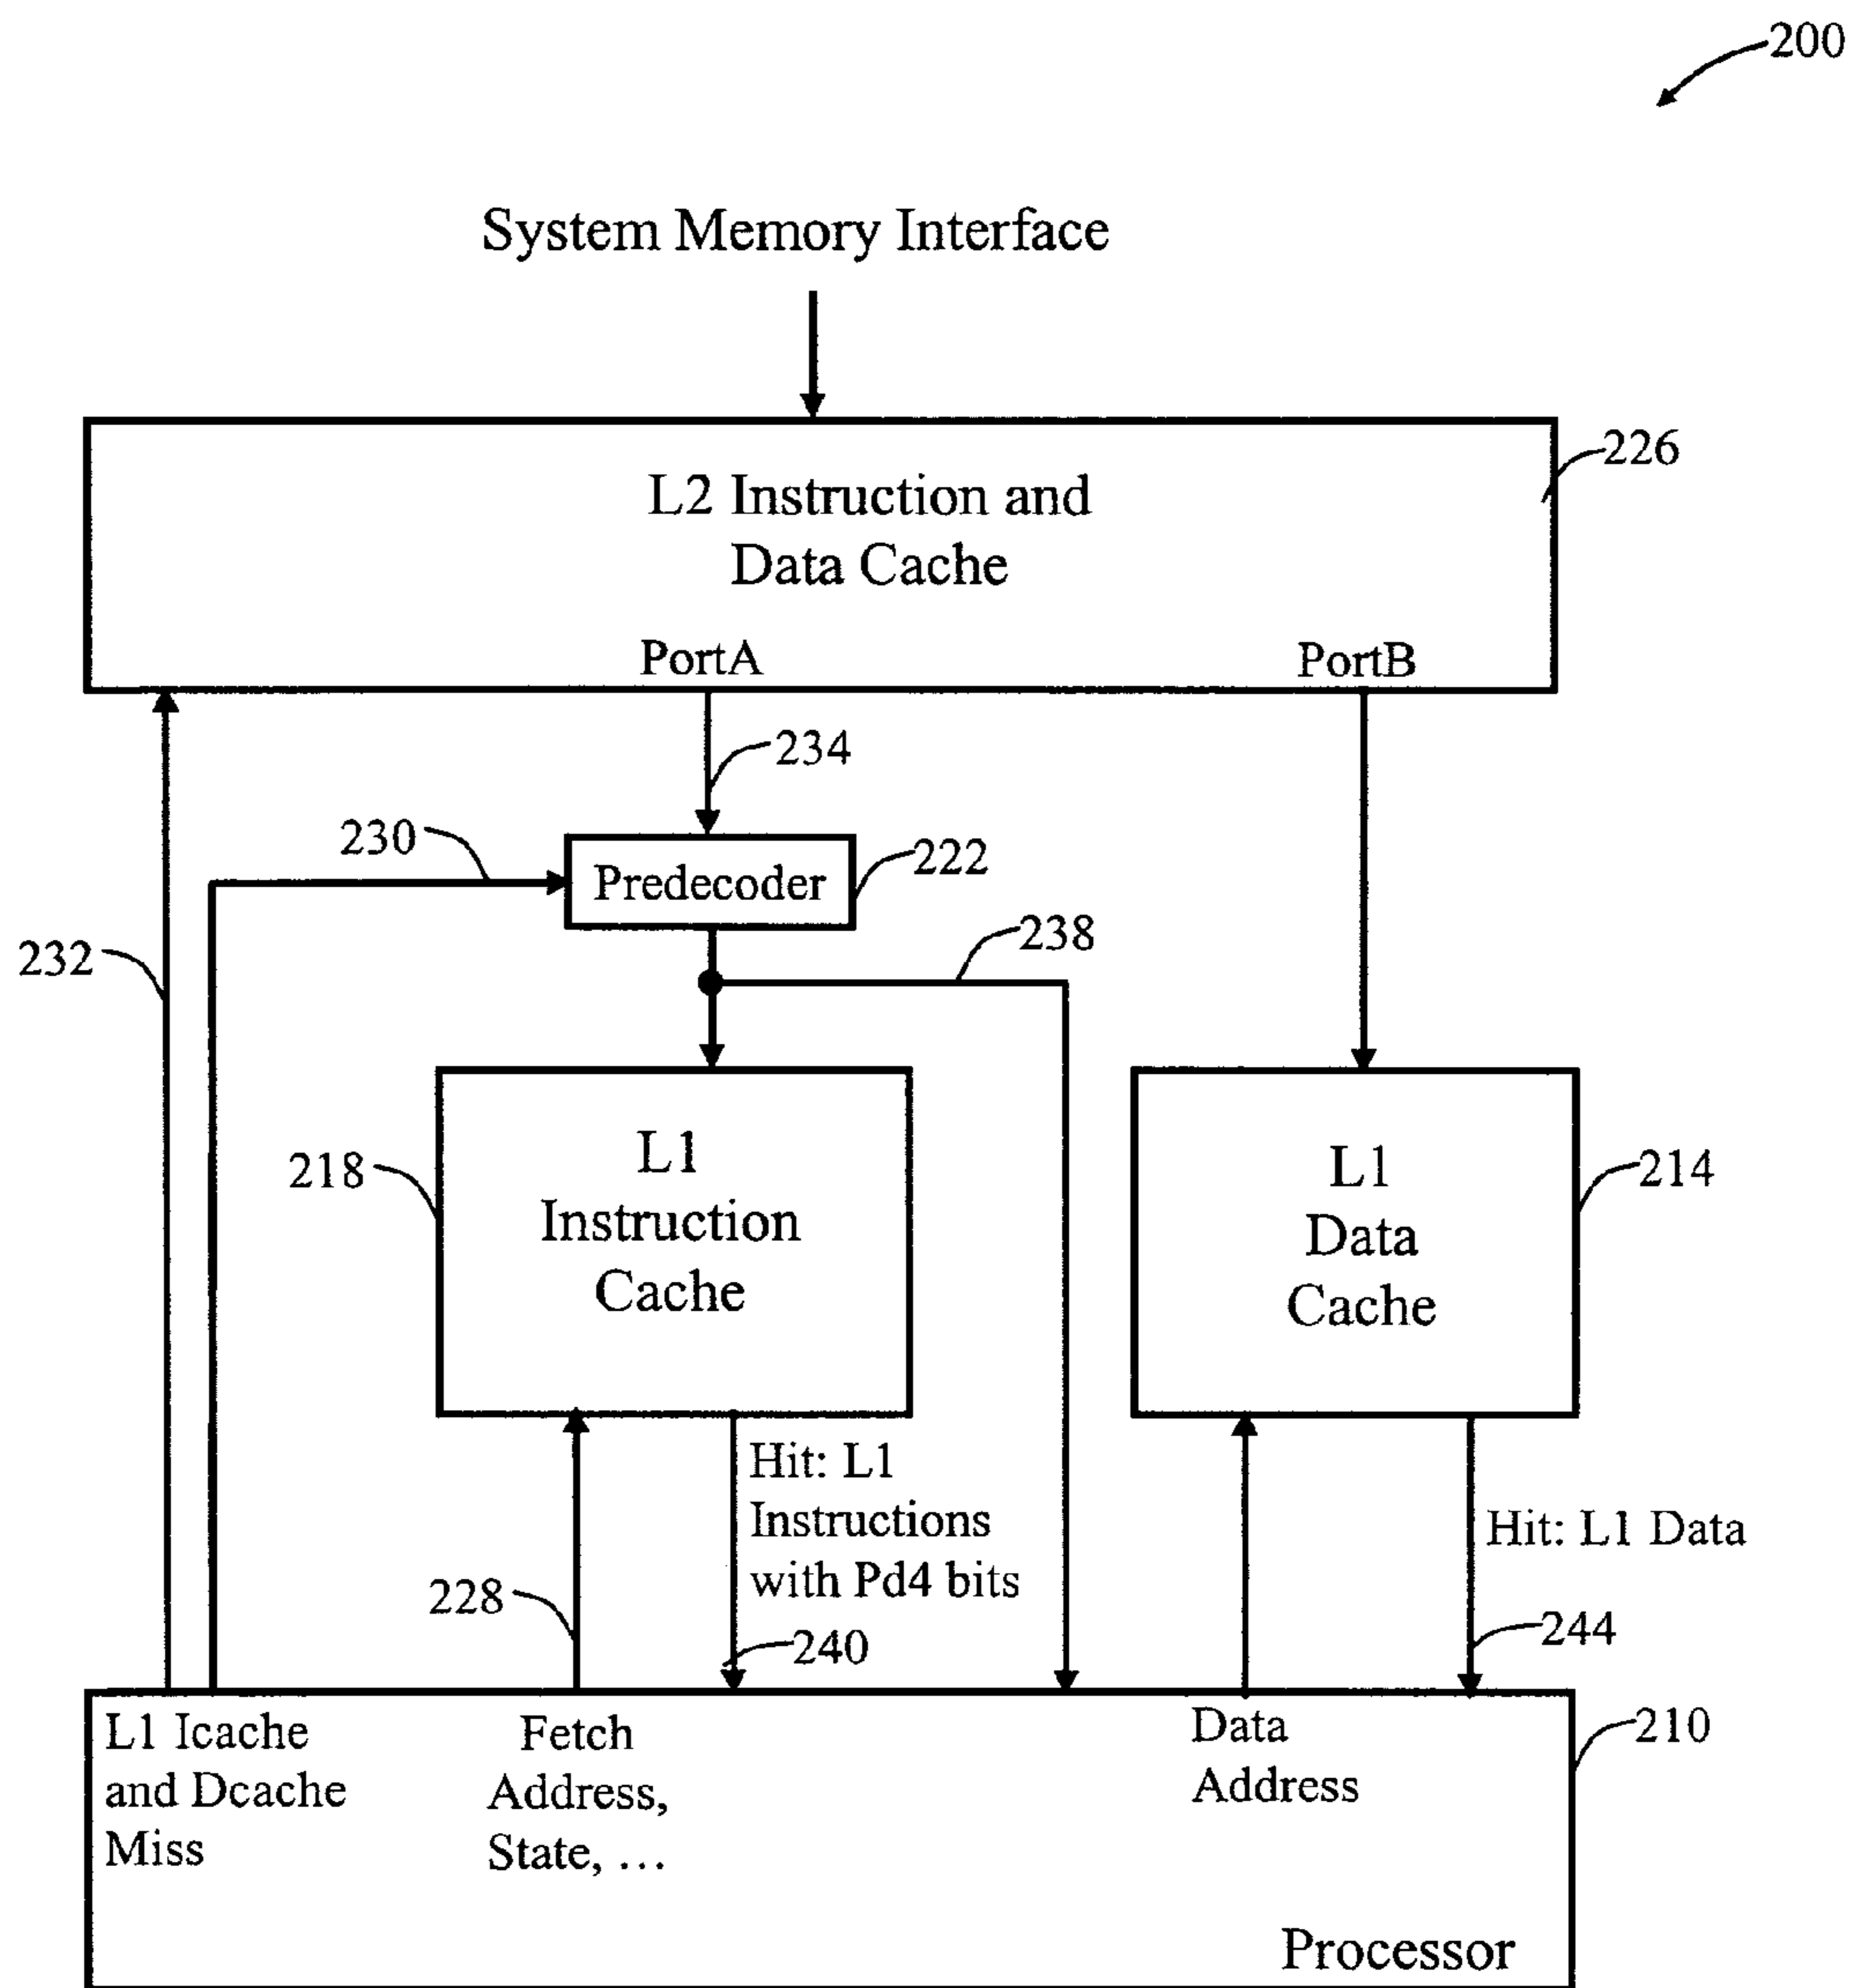 200
System Memory Interface
226
L2 Instruction and
Data Cache
PortA
PortB
234
230
Predecoder
222
232
238
218
L1
Instruction
Cache
L1
Data
Cache
214
Hit: L1
Instructions
with Pd4 bits
Hit: L1 Data
228
240
244
L1 Icache
and Dcache
Miss
Fetch
Address,
State, ...
Data
Address
210
Processor